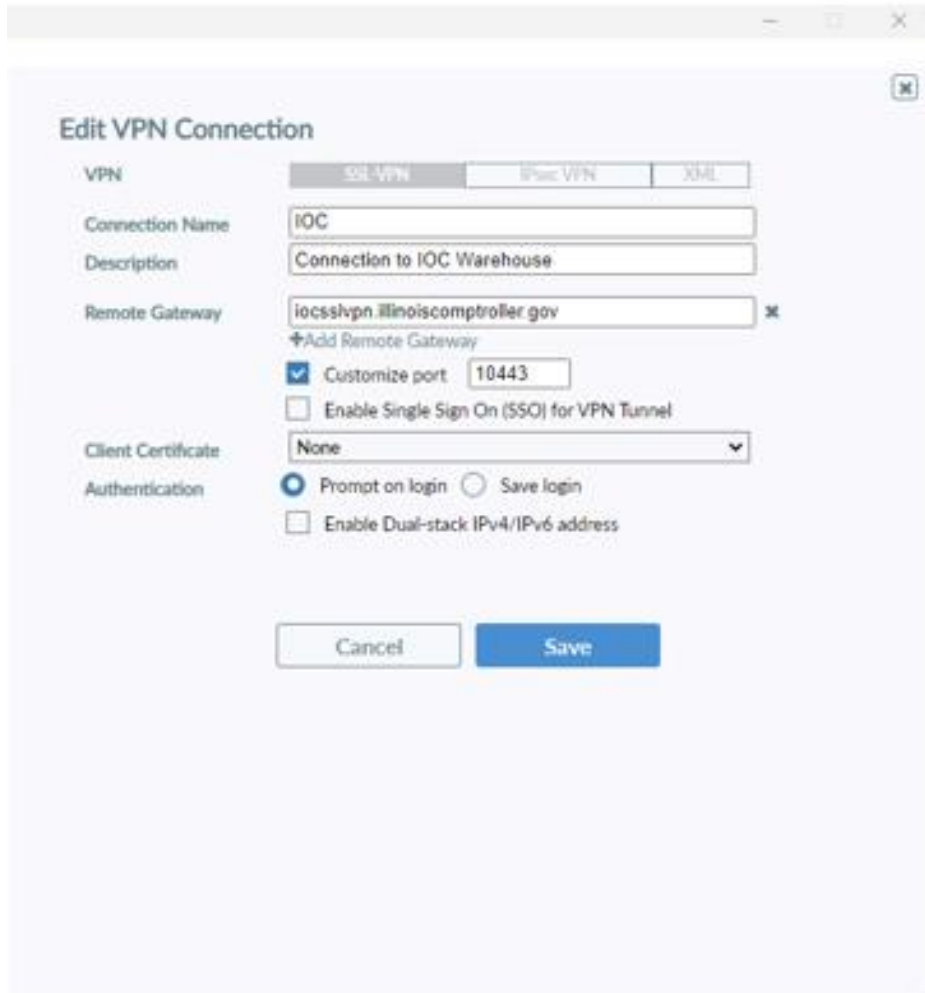 Edit VPN Connection
VPN SSL-VPN IPsec VPN XML
Connection Name IOC
Description Connection to IOC Warehouse
Remote Gateway iocsslvpn.illinoiscomptroller.gov
+Add Remote Gateway
Customize port 10443
Enable Single Sign On (SSO) for VPN Tunnel
Client Certificate None
Authentication Prompt on login Save login
Enable Dual-stack IPv4/IPv6 address
Cancel Save